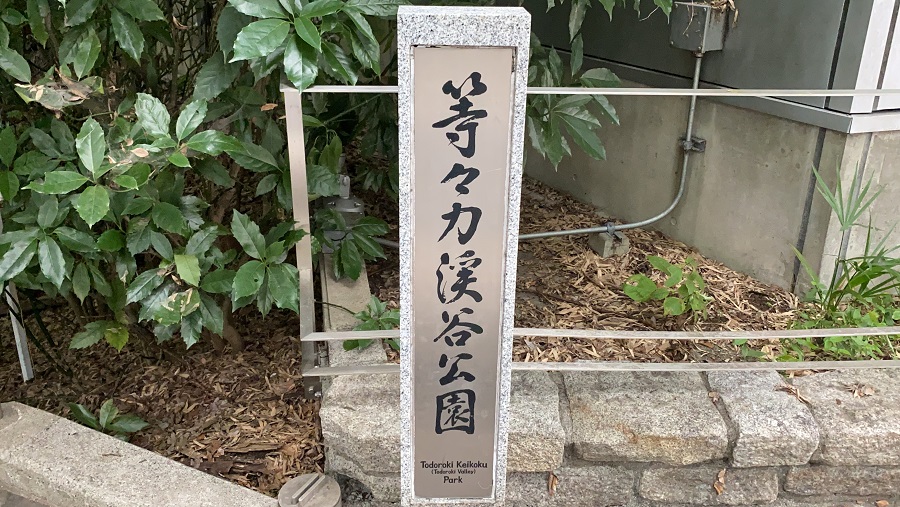 等々力渓谷公園
Todoroki Keikoku
(Todoroki Valley)
Park